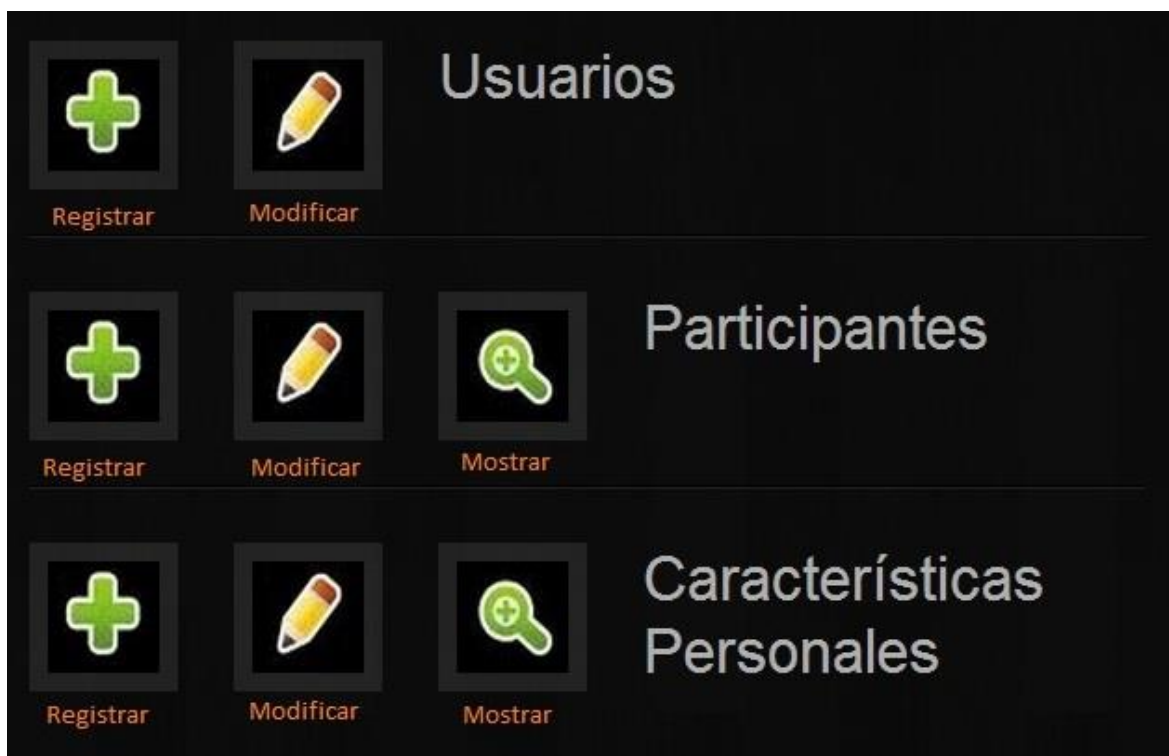 Usuarios
Registrar
Modificar
Participantes
Registrar
Modificar
Mostrar
Características
Personales
Registrar
Modificar
Mostrar